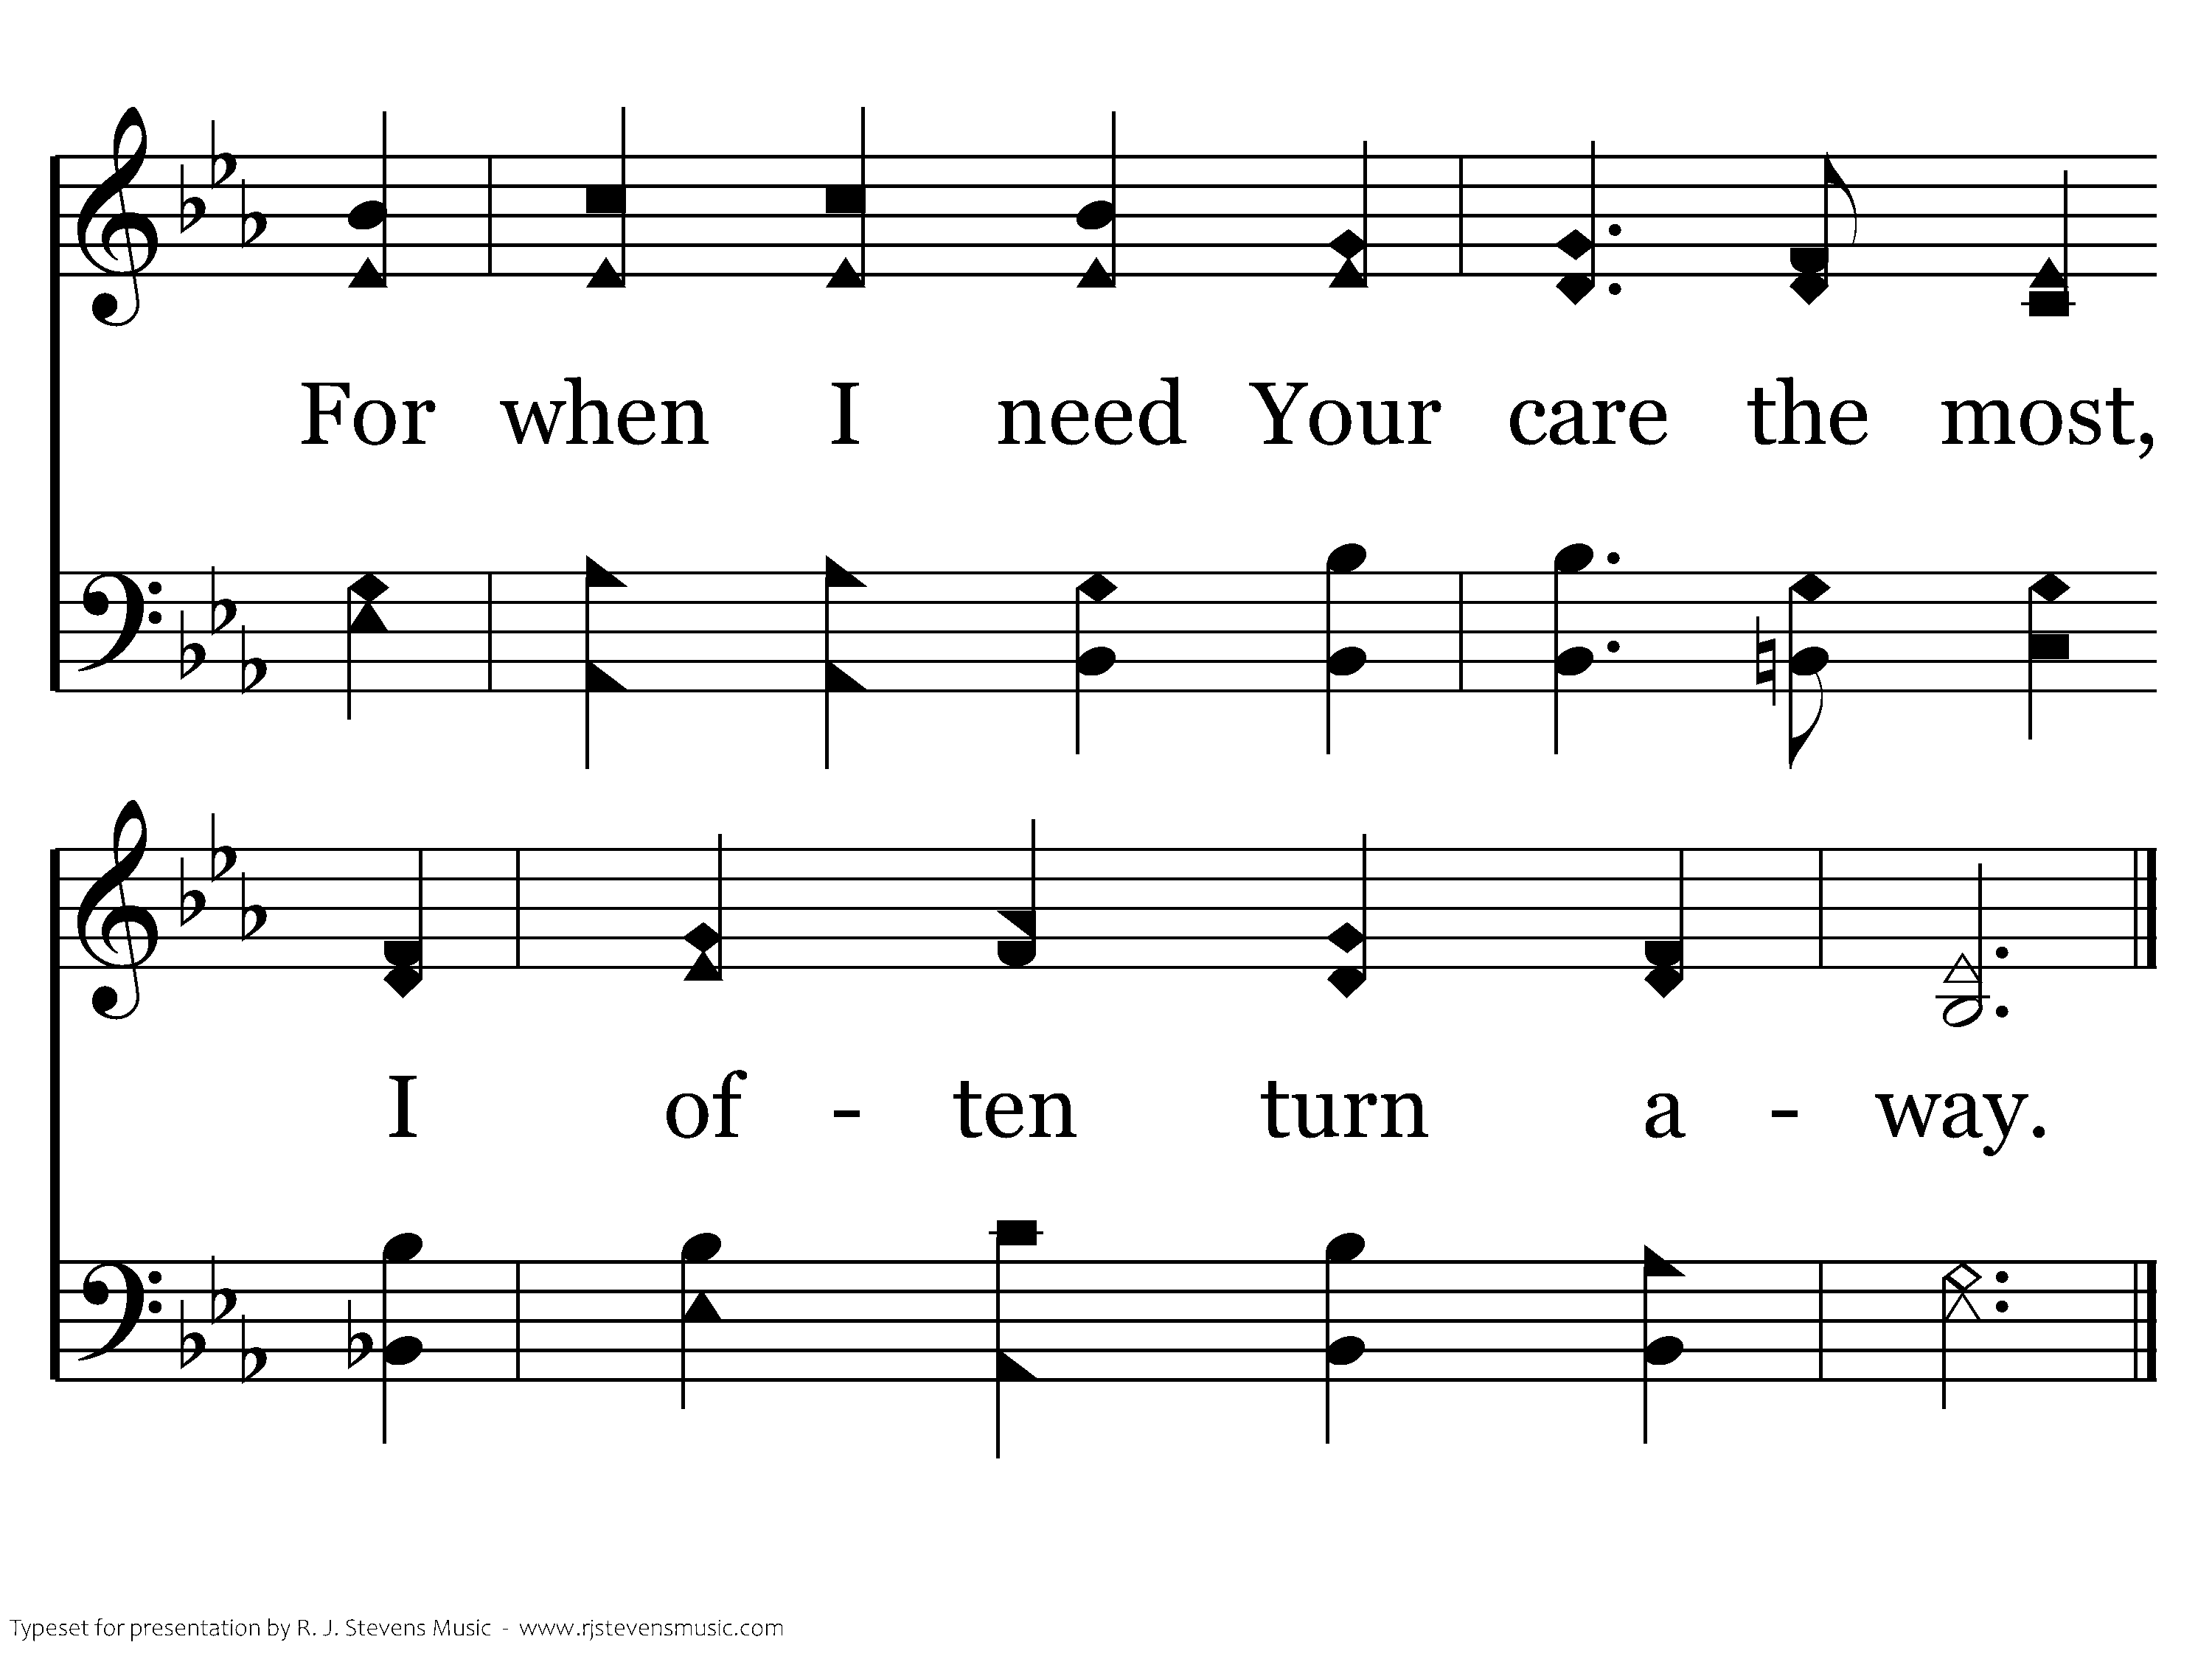 For when I need Your care the most,
I of - ten turn a - way.
Typeset for presentation by R. J. Stevens Music - www.rjstevensmusic.com